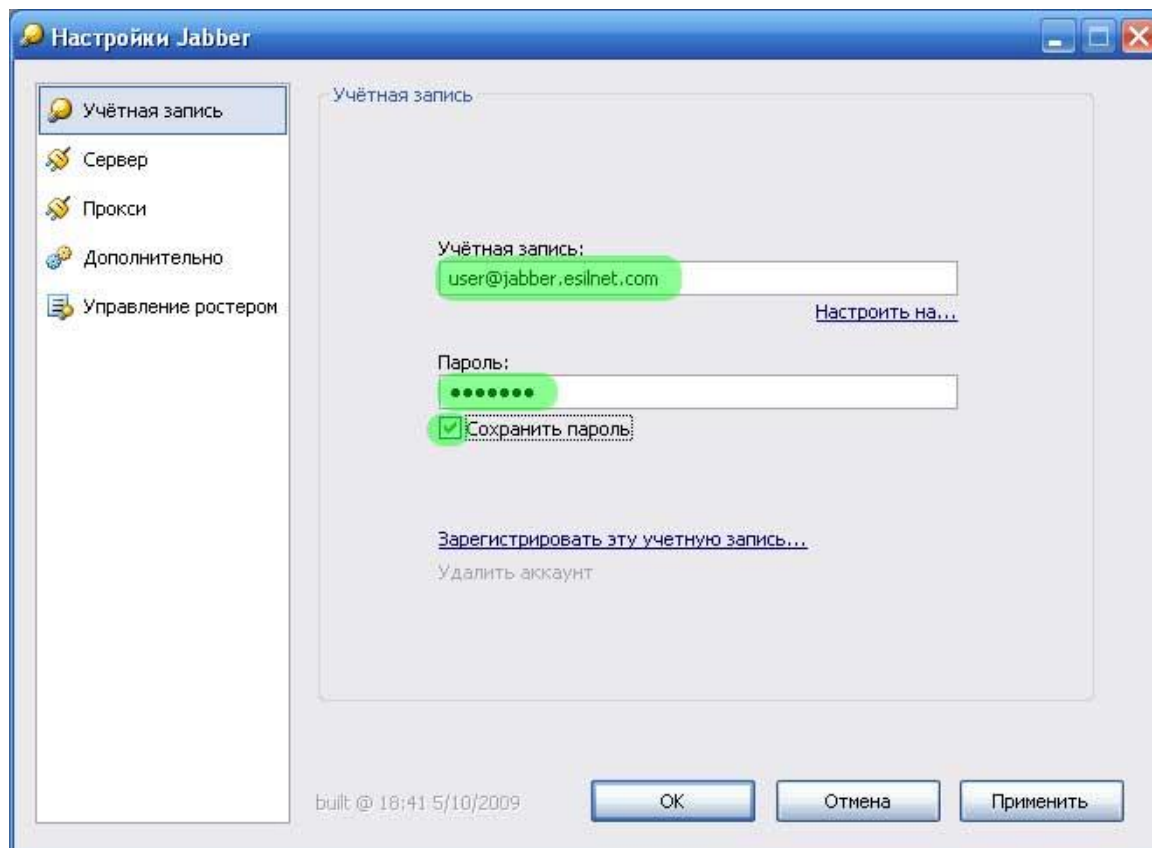 Настройки Jabber
Учётная запись
Сервер
Прокси
Дополнительно
Управление ростером
Учётная запись
Учётная запись:
user@jabber.esilnet.com
Настроить на...
Пароль:
•••••••
Сохранить пароль
Зарегистрировать эту учетную запись...
Удалить аккаунт
built @ 18:41 5/10/2009
OK
Отмена
Применить